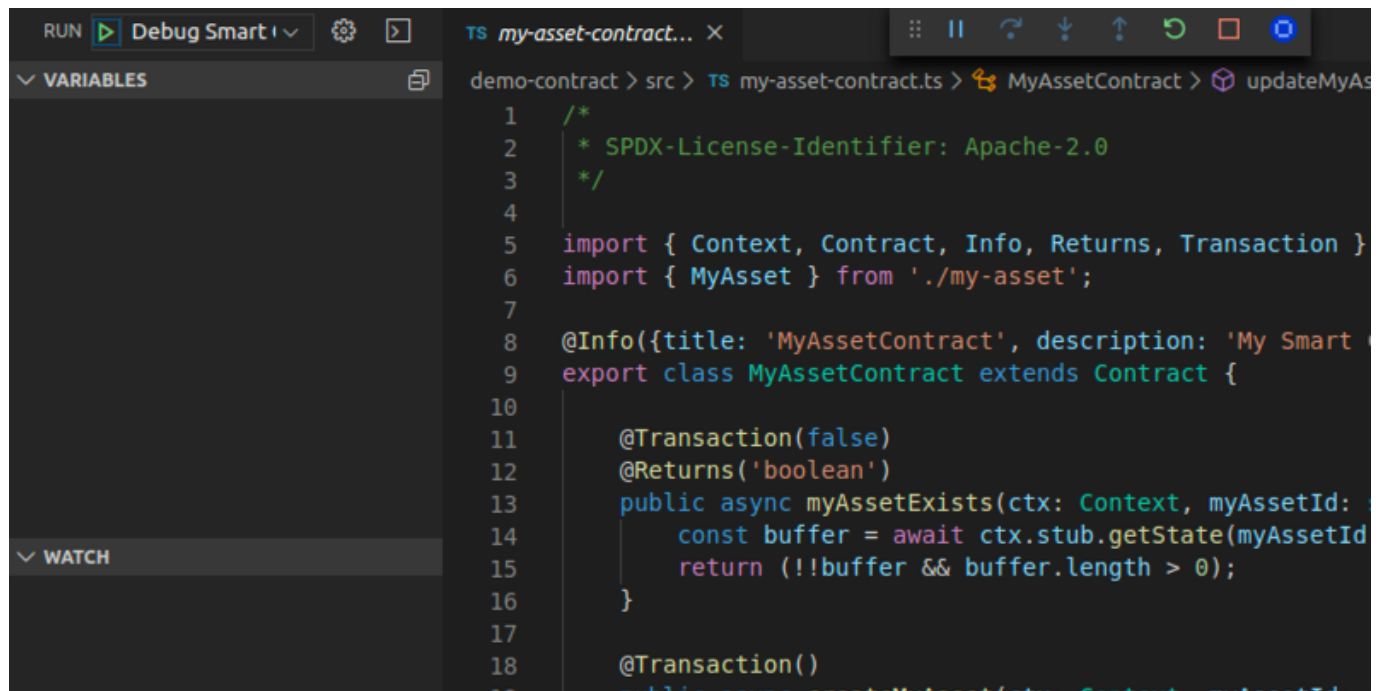 RUN Debug Smart
TS my-asset-contract...
VARIABLES
demo-contract > src > TS my-asset-contract.ts > MyAssetContract > updateMyAs
1 /*
2 * SPDX-License-Identifier: Apache-2.0
3 */
4
5 import { Context, Contract, Info, Returns, Transaction }
6 import { MyAsset } from './my-asset';
7
8 @Info({title: 'MyAssetContract', description: 'My Smart
9 export class MyAssetContract extends Contract {
10
11 @Transaction(false)
12 @Returns('boolean')
13 public async myAssetExists(ctx: Context, myAssetId:
14 const buffer = await ctx.stub.getState(myAssetId
15 return (!!buffer && buffer.length > 0);
16 }
17
18 @Transaction()
WATCH